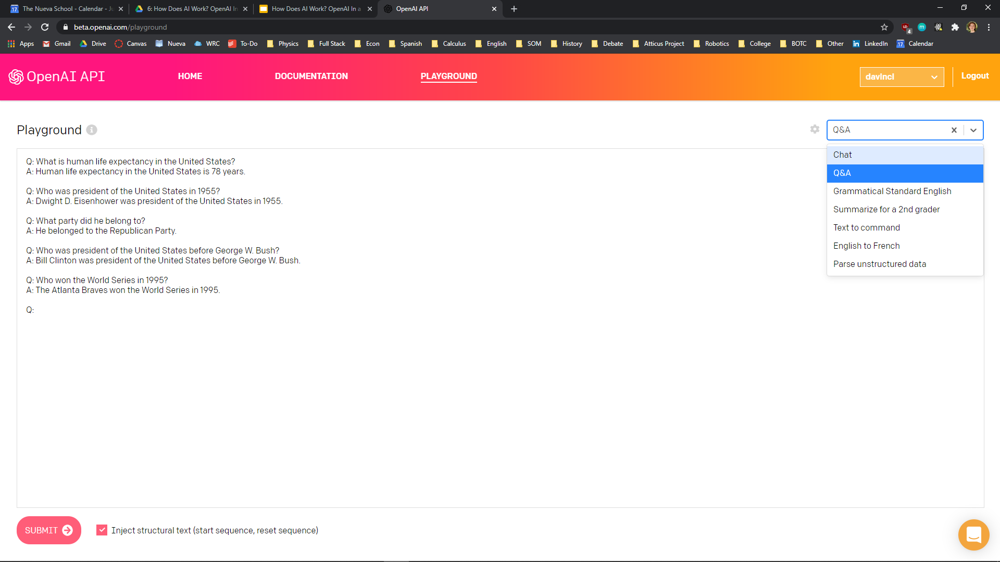 The Nueva School - Calendar - Ju
6: How Does AI Work? OpenAI In
How Does AI Work? OpenAI In a
OpenAI API
beta.openai.com/playground
4
m
17 Apps Gmail Drive Canvas Nueva WRC To-Do Physics Full Stack Econ Spanish Calculus English SOM History Debate Atticus Project Robotics College BOTC Other LinkedIn Calendar
OpenAI API
HOME
DOCUMENTATION
PLAYGROUND
davinci
Logout
Playground
Q&A
Q: What is human life expectancy in the United States?
A: Human life expectancy in the United States is 78 years.
Q: Who was president of the United States in 1955?
A: Dwight D. Eisenhower was president of the United States in 1955.
Q: What party did he belong to?
A: He belonged to the Republican Party.
Q: Who was president of the United States before George W. Bush?
A: Bill Clinton was president of the United States before George W. Bush.
Q: Who won the World Series in 1995?
A: The Atlanta Braves won the World Series in 1995.
Q:
Chat
Q&A
Grammatical Standard English
Summarize for a 2nd grader
Text to command
English to French
Parse unstructured data
SUBMIT
Inject structural text (start sequence, reset sequence)